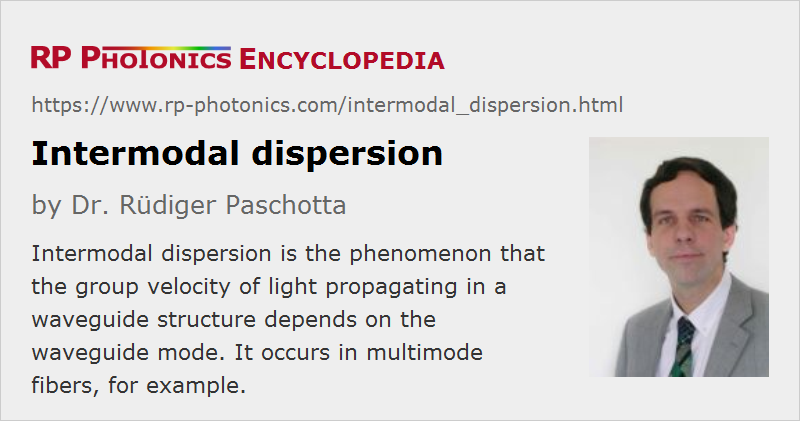 RP PHOTONICS ENCYCLOPEDIA
https://www.rp-photonics.com/intermodal_dispersion.html
Intermodal dispersion
by Dr. Rüdiger Paschotta
Intermodal dispersion is the phenomenon that
the group velocity of light propagating in a
waveguide structure depends on the
waveguide mode. It occurs in multimode
fibers, for example.